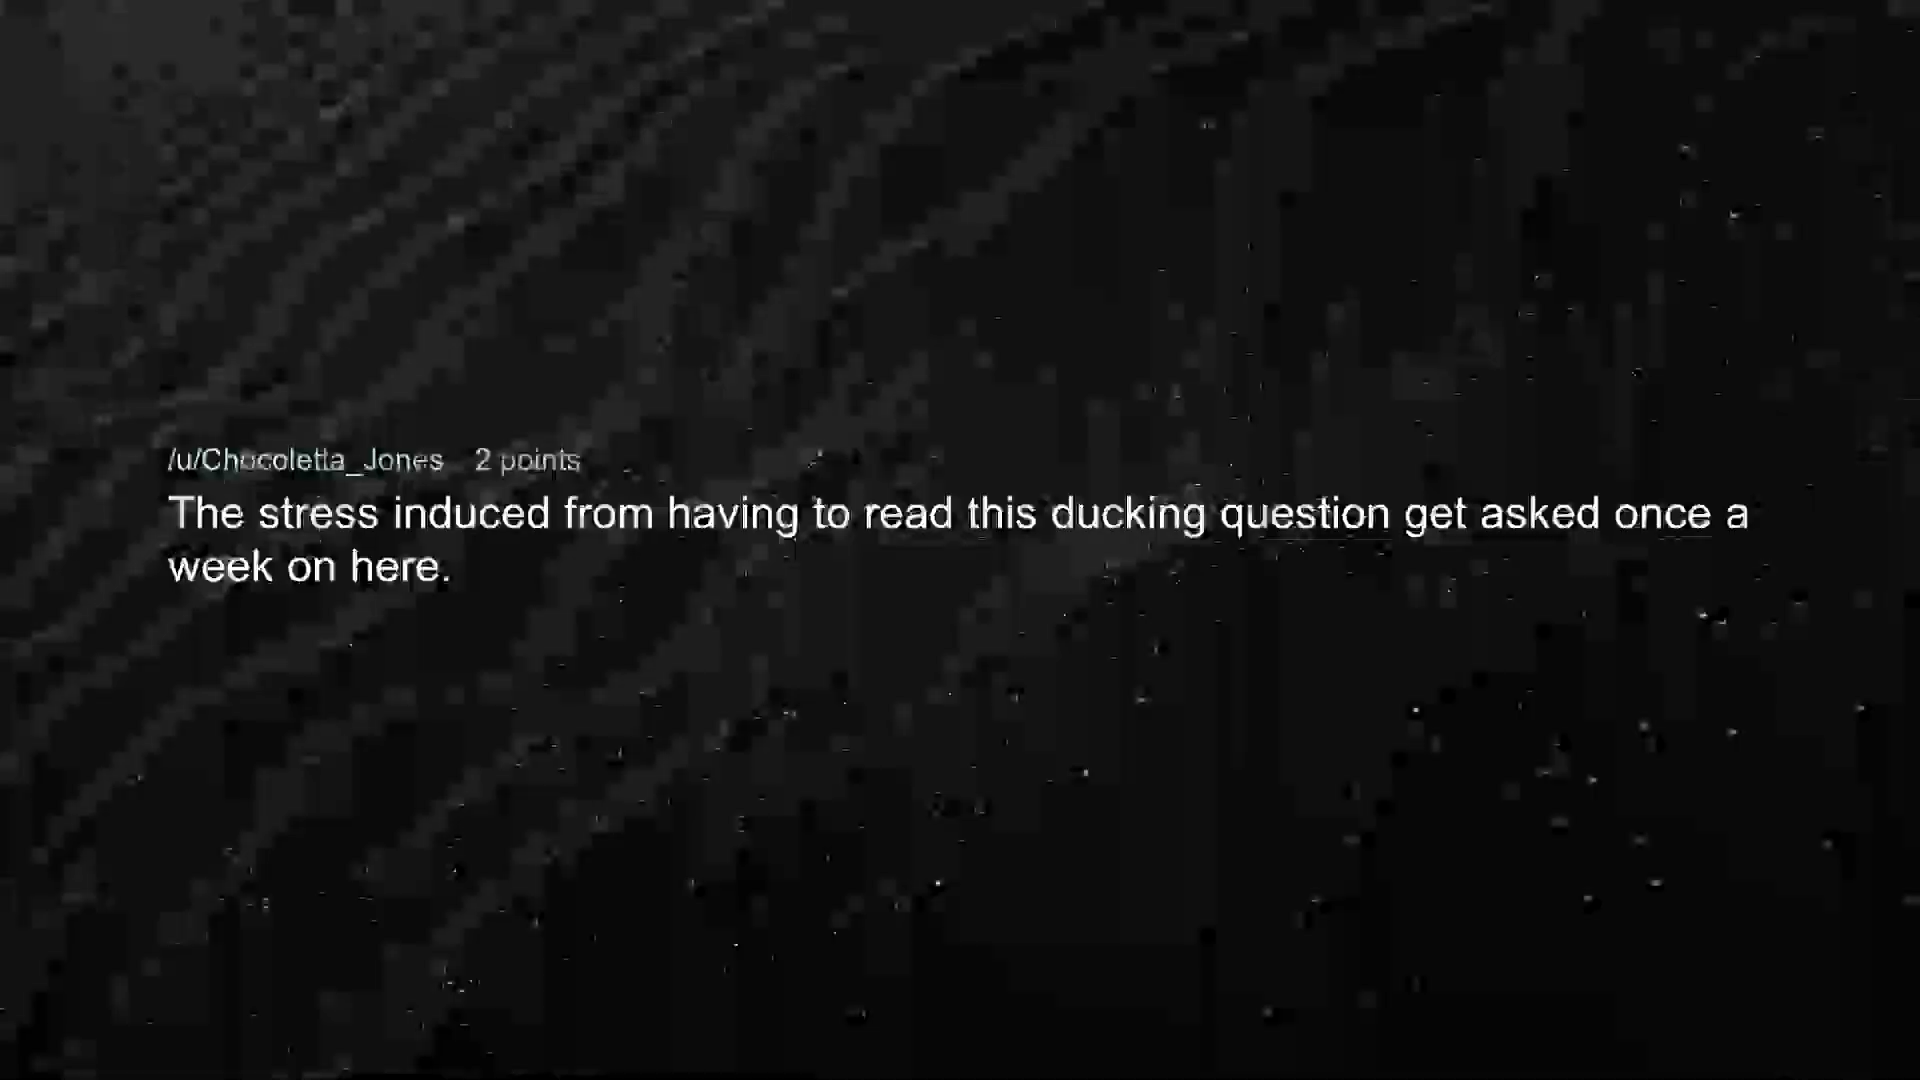 /u/Chocoletta_Jones 2 points
The stress induced from having to read this ducking question get asked once a
week on here.